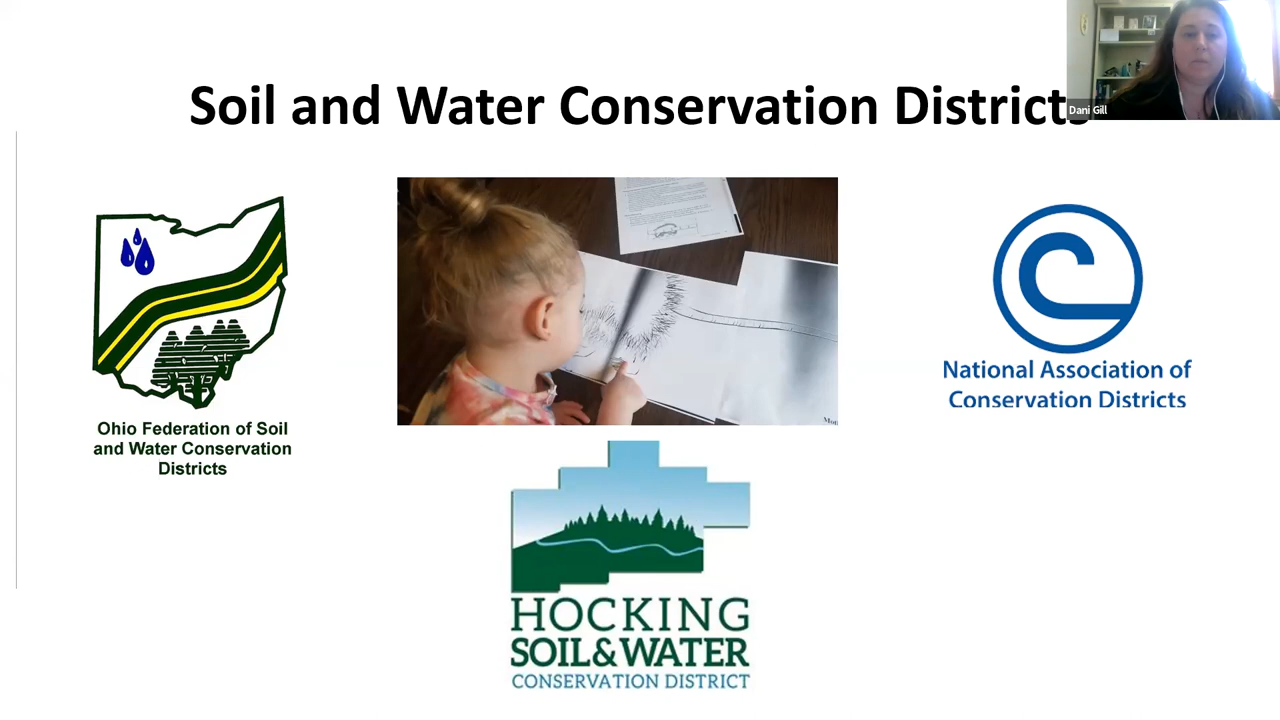 Soil and Water Conservation Districts
Dani Gill
Ohio Federation of Soil
and Water Conservation
Districts
National Association of
Conservation Districts
HOCKING
SOIL&WATER
CONSERVATION DISTRICT